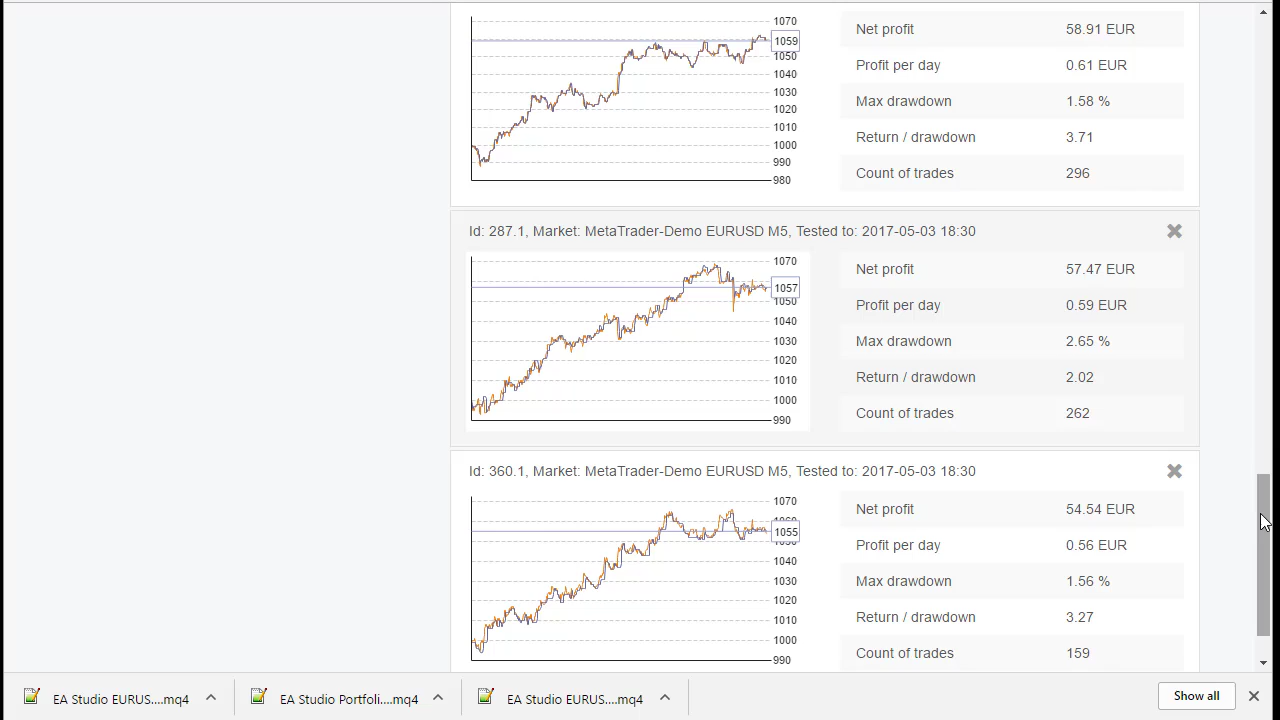 1070
1059
1050
1040
1030
1020
1010
1000
990
980
Net profit 58.91 EUR
Profit per day 0.61 EUR
Max drawdown 1.58 %
Return / drawdown 3.71
Count of trades 296
Id: 287.1, Market: MetaTrader-Demo EURUSD M5, Tested to: 2017-05-03 18:30
1070
1057
1050
1040
1030
1020
1010
1000
990
Net profit 57.47 EUR
Profit per day 0.59 EUR
Max drawdown 2.65 %
Return / drawdown 2.02
Count of trades 262
Id: 360.1, Market: MetaTrader-Demo EURUSD M5, Tested to: 2017-05-03 18:30
1070
1060
1055
1050
1040
1030
1020
1010
1000
990
Net profit 54.54 EUR
Profit per day 0.56 EUR
Max drawdown 1.56 %
Return / drawdown 3.27
Count of trades 159
EA Studio EURUS....mq4
EA Studio Portfoli....mq4
EA Studio EURUS....mq4
Show all